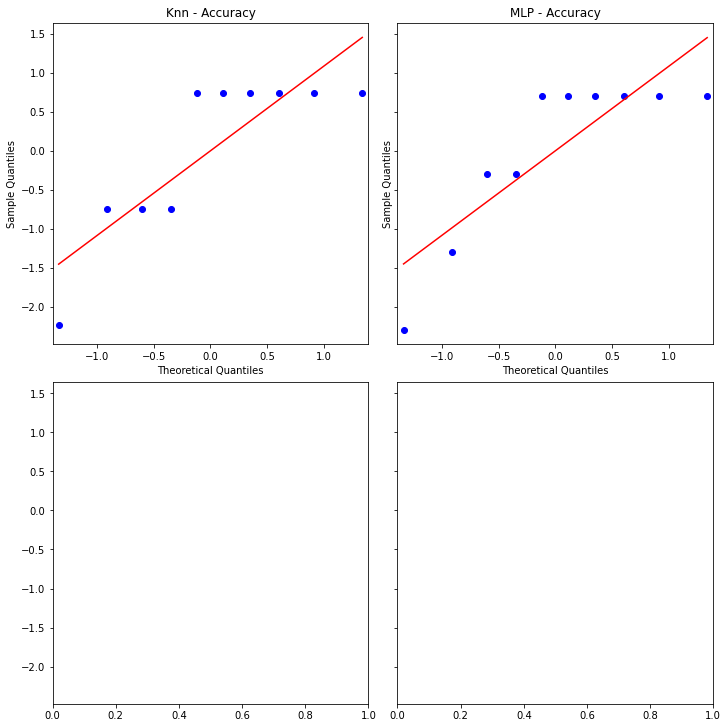 Knn - Accuracy
MLP - Accuracy
1.5
1.0
0.5
0.0
−0.5
−1.0
−1.5
−2.0
Sample Quantiles
Sample Quantiles
−1.0 −0.5 0.0 0.5 1.0
−1.0 −0.5 0.0 0.5 1.0
Theoretical Quantiles
Theoretical Quantiles
1.5
1.0
0.5
0.0
−0.5
−1.0
−1.5
−2.0
0.0 0.2 0.4 0.6 0.8 1.0
0.0 0.2 0.4 0.6 0.8 1.0